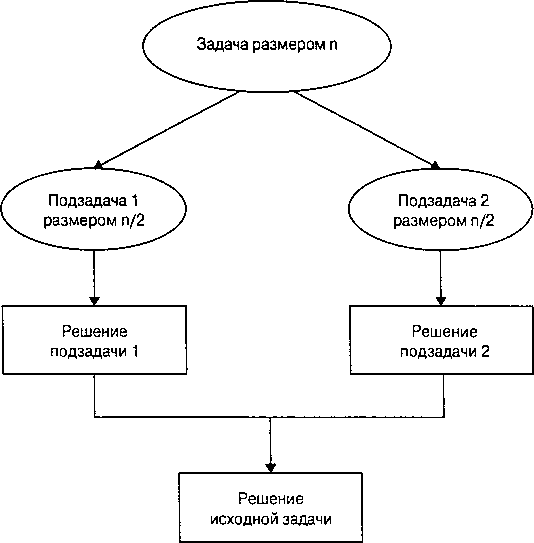 Задача размером n
Подзадача 1
размером n/2
Подзадача 2
размером n/2
Решение
подзадачи 1
Решение
подзадачи 2
Решение
исходной задачи